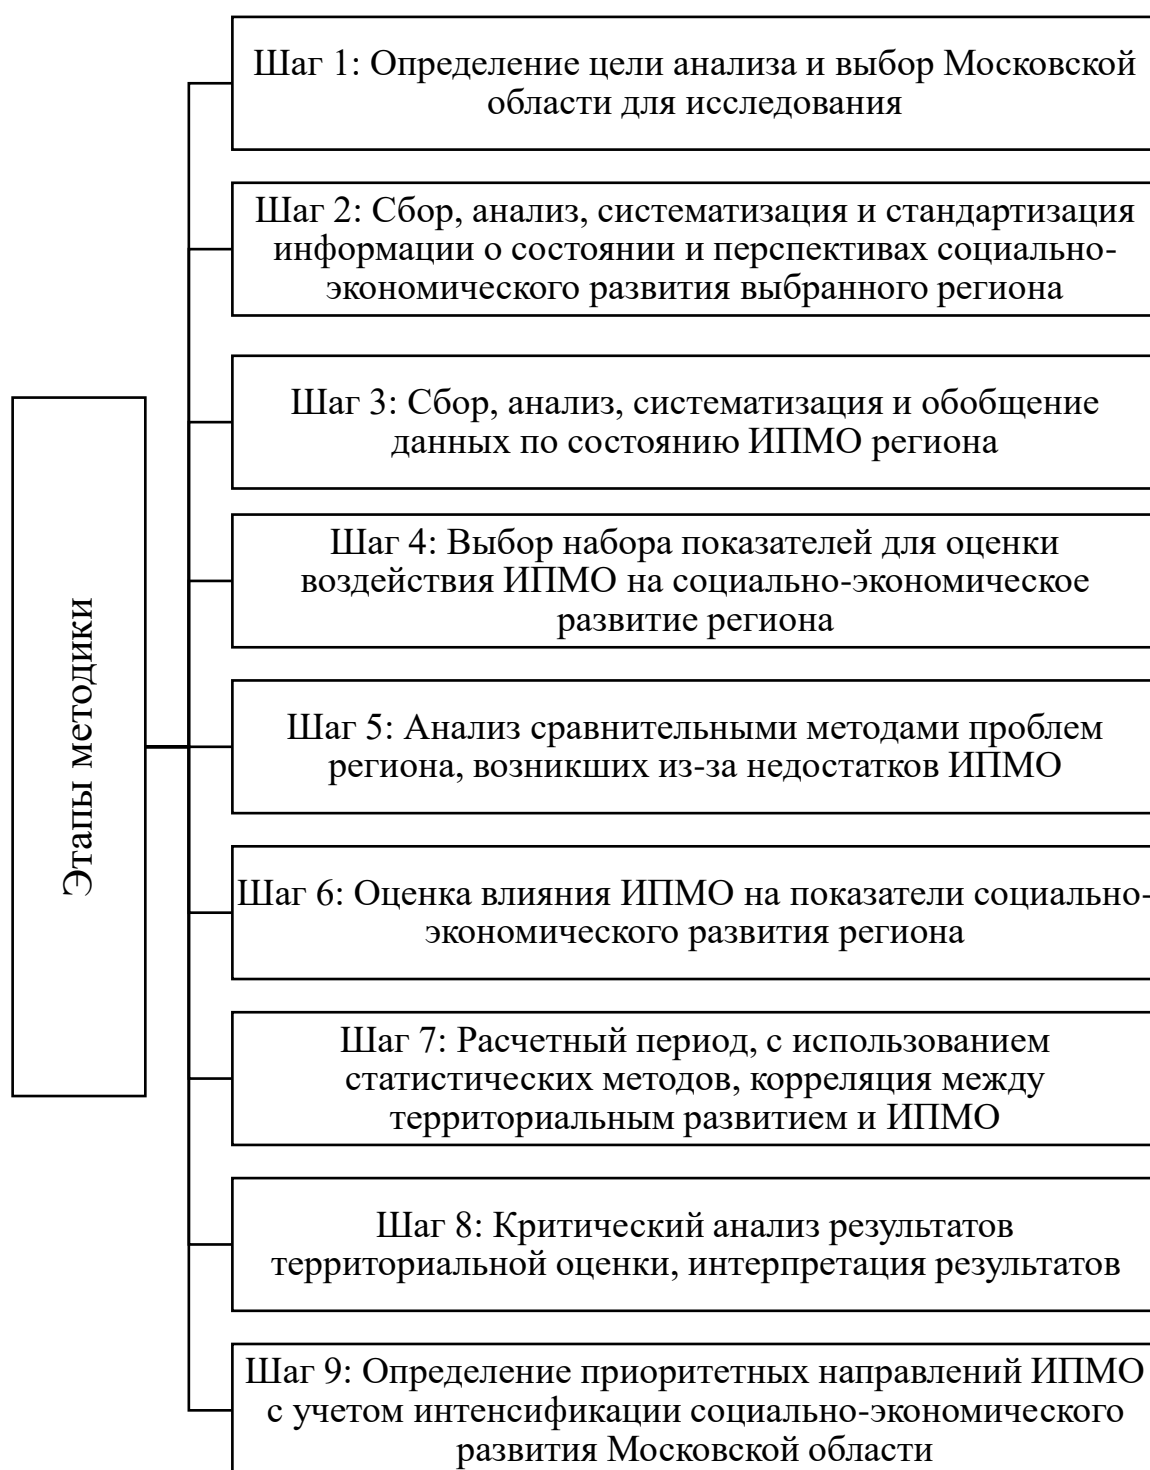 Этапы методики
Шаг 1: Определение цели анализа и выбор Московской
области для исследования
Шаг 2: Сбор, анализ, систематизация и стандартизация
информации о состоянии и перспективах социально-
экономического развития выбранного региона
Шаг 3: Сбор, анализ, систематизация и обобщение
данных по состоянию ИПМО региона
Шаг 4: Выбор набора показателей для оценки
воздействия ИПМО на социально-экономическое
развитие региона
Шаг 5: Анализ сравнительными методами проблем
региона, возникших из-за недостатков ИПМО
Шаг 6: Оценка влияния ИПМО на показатели социально-
экономического развития региона
Шаг 7: Расчетный период, с использованием
статистических методов, корреляция между
территориальным развитием и ИПМО
Шаг 8: Критический анализ результатов
территориальной оценки, интерпретация результатов
Шаг 9: Определение приоритетных направлений ИПМО
с учетом интенсификации социально-экономического
развития Московской области